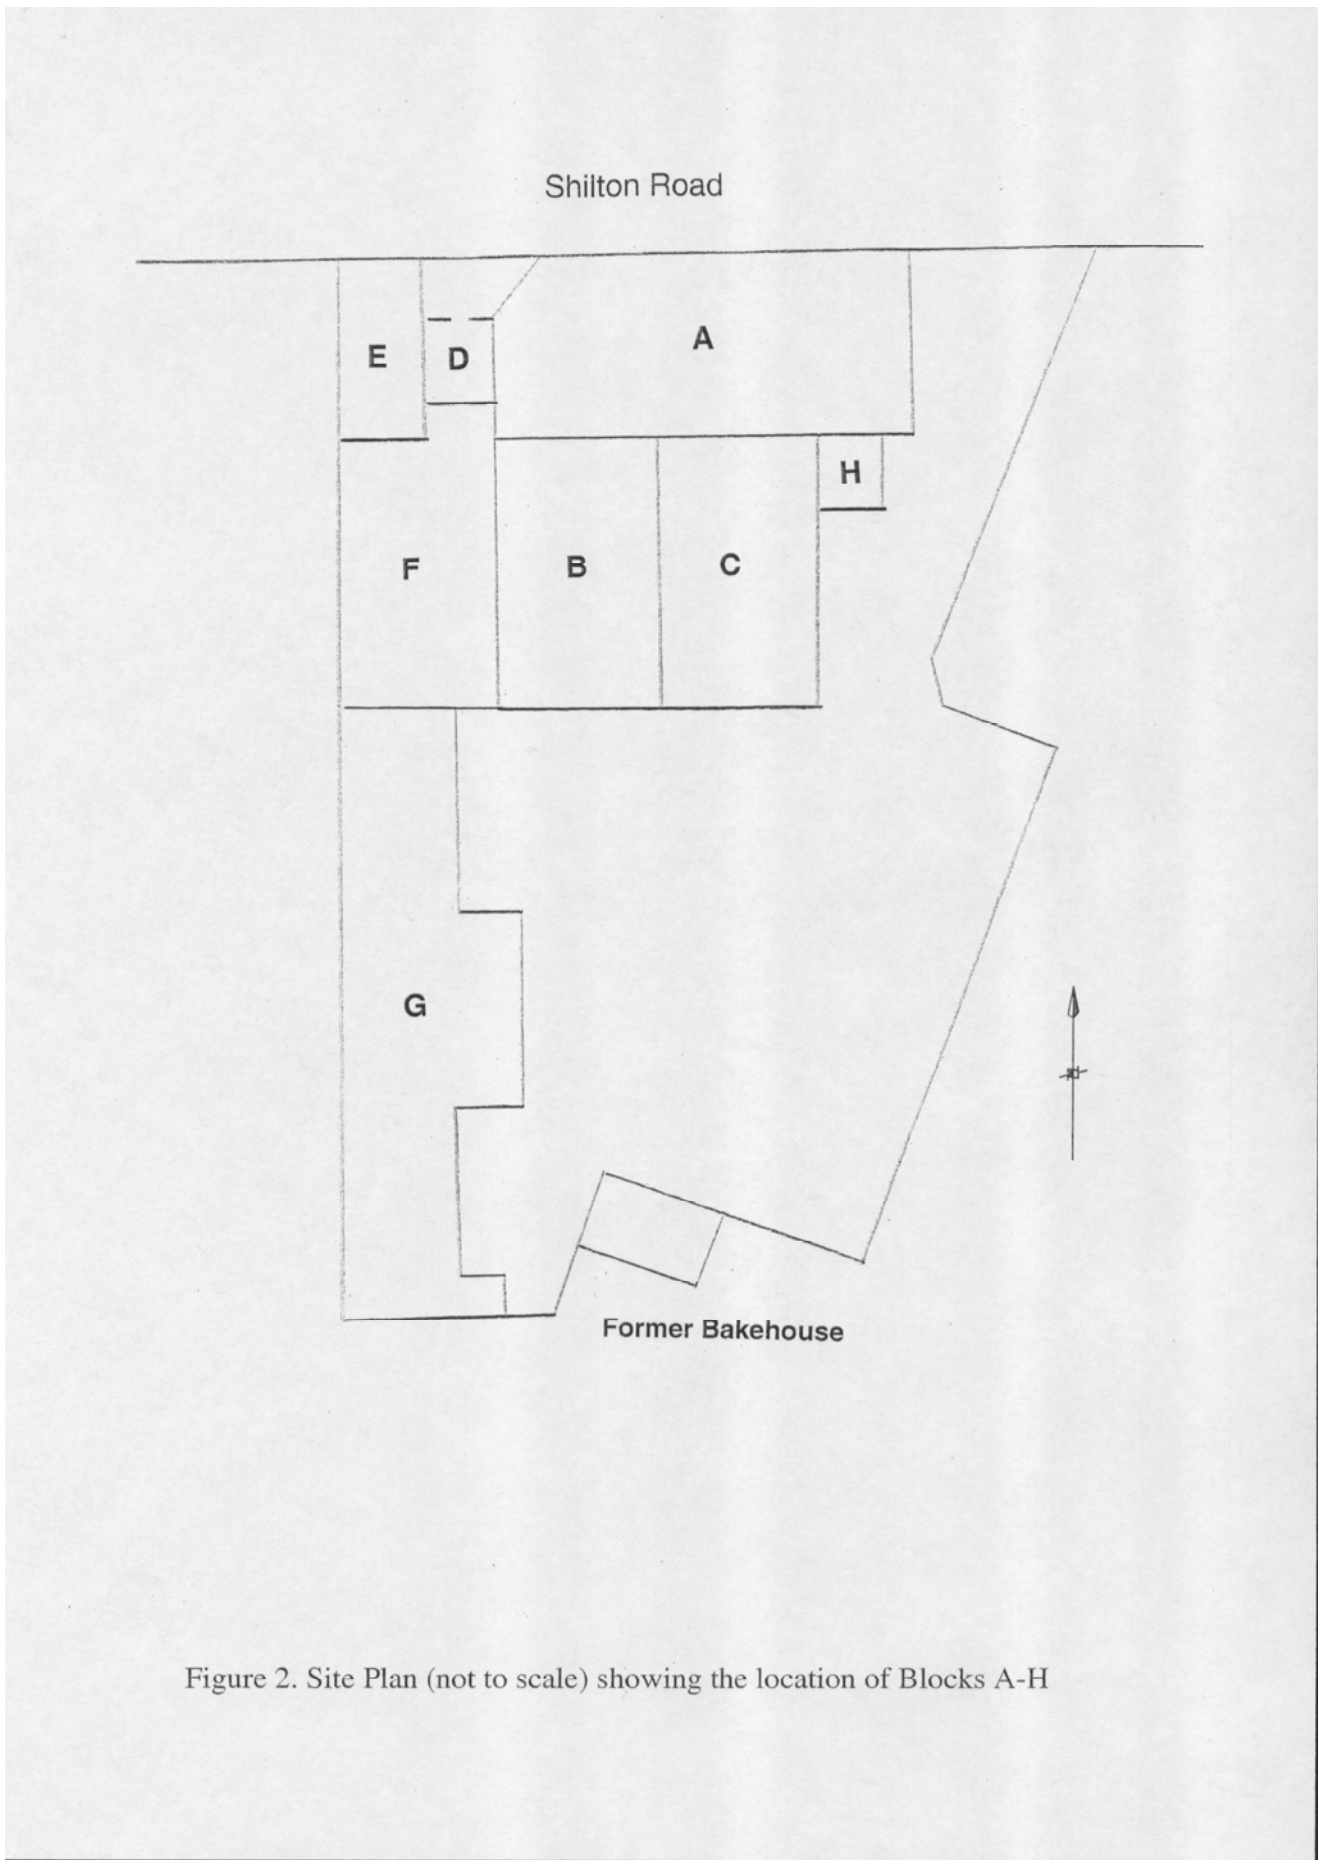 Shilton Road
A
E
D
H
F
B
C
G
Former Bakehouse
Figure 2. Site Plan (not to scale) showing the location of Blocks A-H